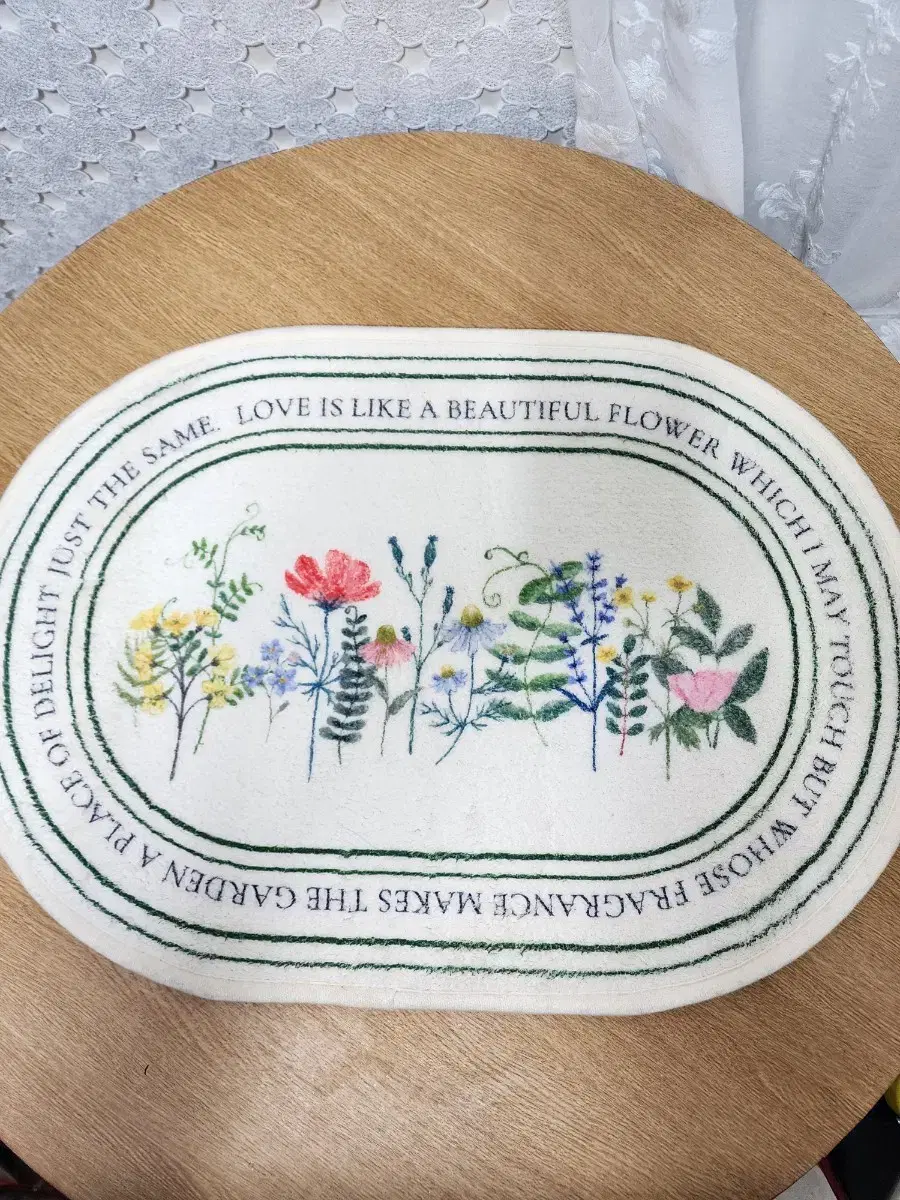 LOVE IS LIKE A BEAUTIFUL FLOWER WHICH I MAY TOUCH BUT WHOSE FRAGRANCE MAKES THE GARDEN A PLACE OF DELIGHT JUST THE SAME.